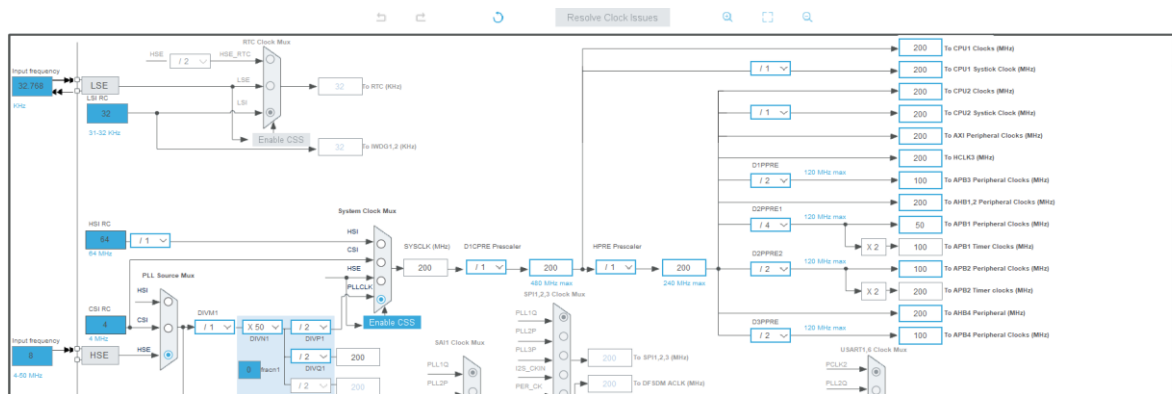 Resolve Clock Issues
RTC Clock Mux
HSE
/ 2
HSE_RTC
Input frequency
32.768
KHz
LSE
LSE
32
To RTC (KHz)
LSI RC
LSI
32
31-32 KHz
Enable CSS
32
To IWDG1,2 (KHz)
200
To CPU1 Clocks (MHz)
/ 1
200
To CPU1 Systick Clock (MHz)
200
To CPU2 Clocks (MHz)
/ 1
200
To CPU2 Systick Clock (MHz)
200
To AXI Peripheral Clocks (MHz)
200
To HCLK3 (MHz)
D1PPRE
120 MHz max
/ 2
100
To APB3 Peripheral Clocks (MHz)
200
To AHB1,2 Peripheral Clocks (MHz)
D2PPRE1
120 MHz max
/ 4
50
To APB1 Peripheral Clocks (MHz)
X 2
100
To APB1 Timer Clocks (MHz)
D2PPRE2
120 MHz max
/ 2
100
To APB2 Peripheral Clocks (MHz)
X 2
200
To APB2 Timer clocks (MHz)
200
To AHB4 Peripheral (MHz)
D3PPRE
120 MHz max
/ 2
100
To APB4 Peripheral Clocks (MHz)
System Clock Mux
HSI RC
64
64 MHz
/ 1
HSI
CSI
HSE
PLLCLK
Enable CSS
SYSCLK (MHz)
200
D1CPRE Prescaler
/ 1
200
480 MHz max
HPRE Prescaler
/ 1
200
240 MHz max
PLL Source Mux
HSI
CSI RC
4
4 MHz
CSI
Input frequency
8
4-50 MHz
HSE
HSE
DIVM1
/ 1
X 50
DIVN1
/ 2
DIVP1
/ 2
200
DIVQ1
0
fracn1
/ 2
200
SPI1,2,3 Clock Mux
PLL1Q
PLL2P
PLL3P
I2S_CKIN
PER_CK
200
To SPI1,2,3 (MHz)
200
To DFSDM ACLK (MHz)
SAI1 Clock Mux
PLL1Q
PLL2P
USART1,6 Clock Mux
PCLK2
PLL2Q